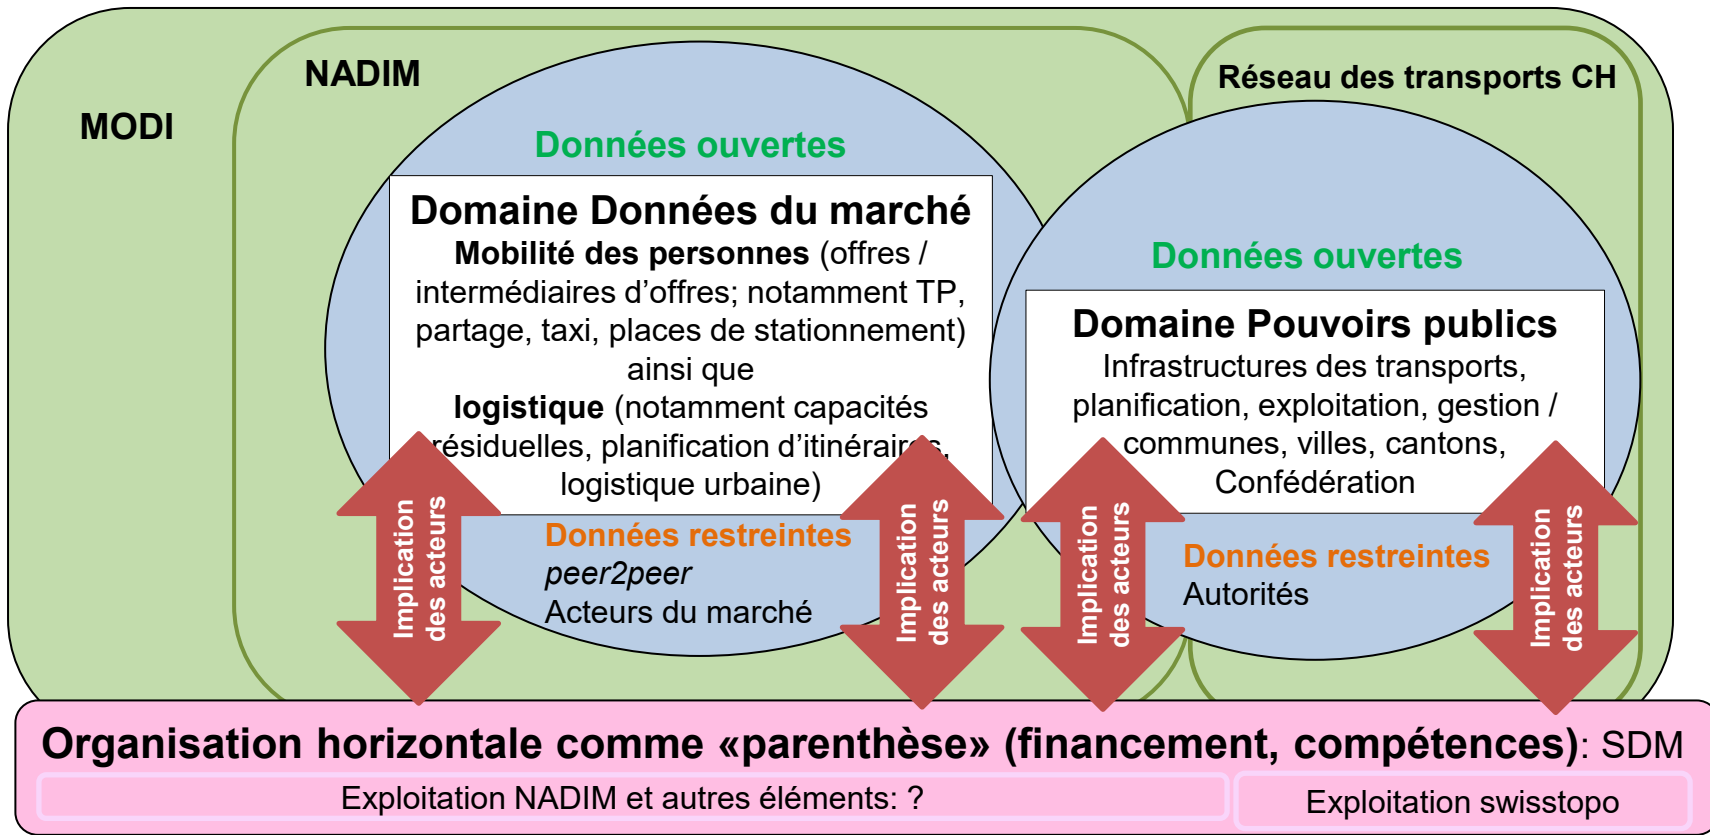 MODI
NADIM
Réseau des transports CH
Données ouvertes
Domaine Données du marché
Mobilité des personnes (offres /
intermédiaires d’offres; notamment TP,
partage, taxi, places de stationnement)
ainsi que
logistique (notamment capacités
résiduelles, planification d’itinéraires,
logistique urbaine)
Données restreintes
peer2peer
Acteurs du marché
Données ouvertes
Domaine Pouvoirs publics
Infrastructures des transports,
planification, exploitation, gestion /
communes, villes, cantons,
Confédération
Données restreintes
Autorités
Implication
des acteurs
Implication
des acteurs
Implication
des acteurs
Implication
des acteurs
Organisation horizontale comme «parenthèse» (financement, compétences): SDM
Exploitation NADIM et autres éléments: ?
Exploitation swisstopo